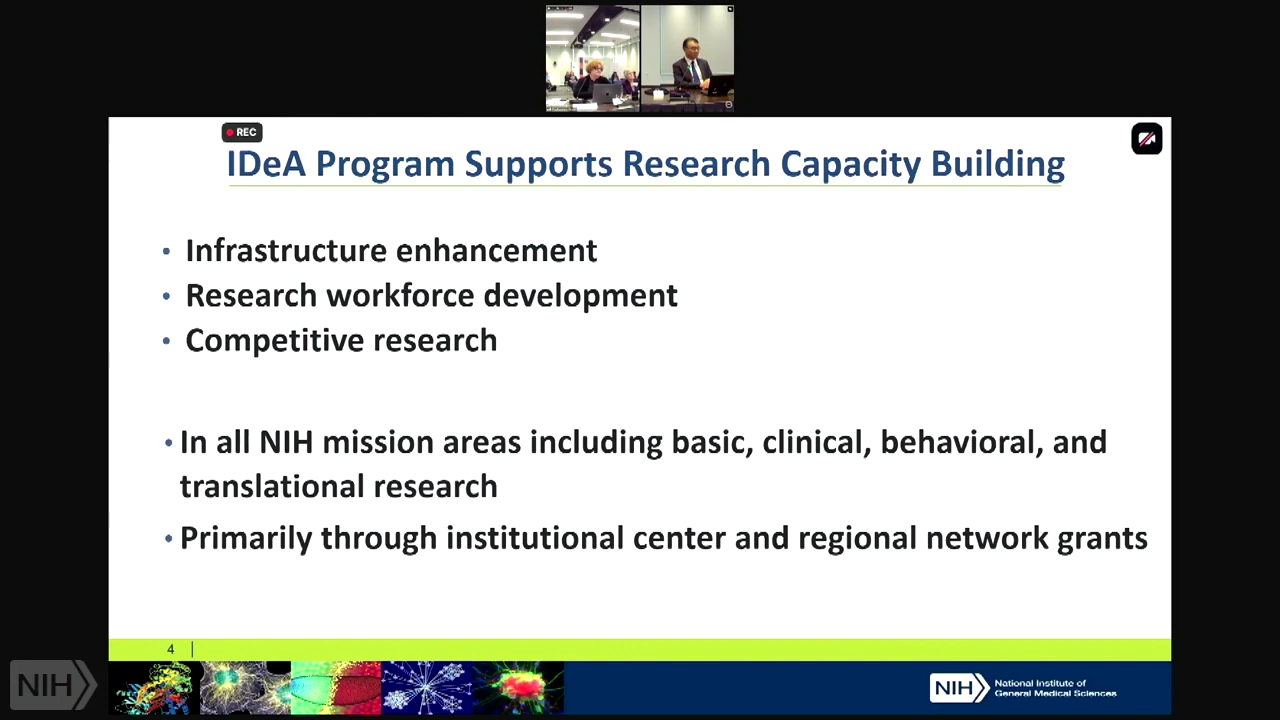 REC
IDeA Program Supports Research Capacity Building
• Infrastructure enhancement
• Research workforce development
• Competitive research
• In all NIH mission areas including basic, clinical, behavioral, and
translational research
• Primarily through institutional center and regional network grants
4
NIH
NIH
National Institute of
General Medical Sciences